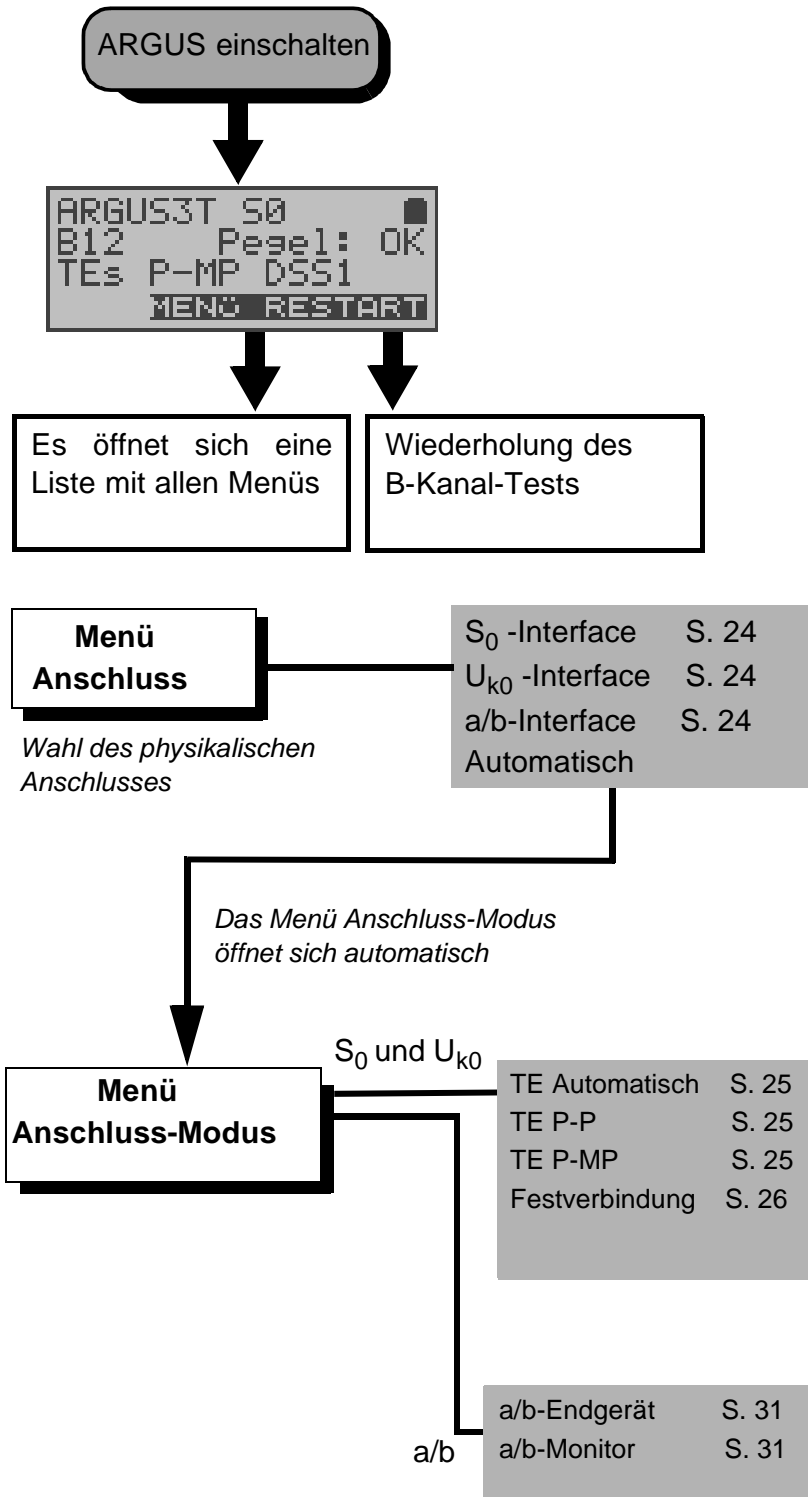 ARGUS einschalten
ARGUS3T S0
B12 Pegel: OK
TEs P-MP DSS1
MENÜ RESTART
Es öffnet sich eine
Liste mit allen Menüs
Wiederholung des
B-Kanal-Tests
Menü
Anschluss
Wahl des physikalischen
Anschlusses
S0 -Interface S. 24
Uk0 -Interface S. 24
a/b-Interface S. 24
Automatisch
Das Menü Anschluss-Modus
öffnet sich automatisch
Menü
Anschluss-Modus
S0 und Uk0
TE Automatisch S. 25
TE P-P S. 25
TE P-MP S. 25
Festverbindung S. 26
a/b
a/b-Endgerät S. 31
a/b-Monitor S. 31